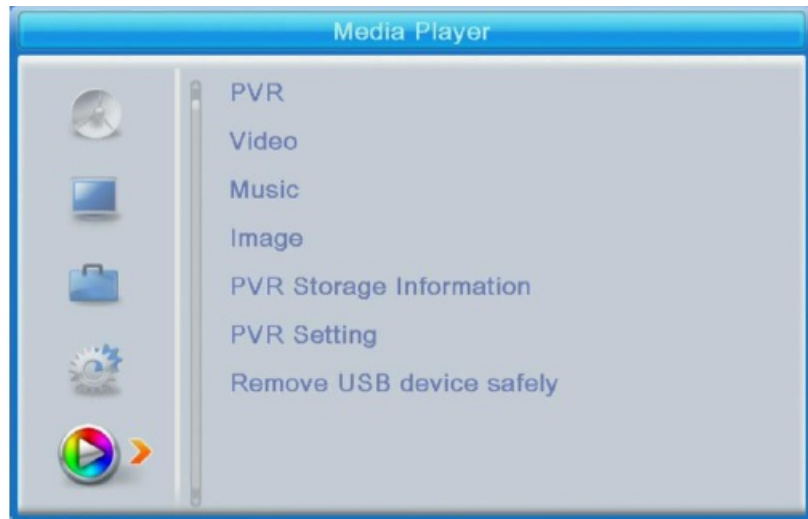 Media Player
PVR
Video
Music
Image
PVR Storage Information
PVR Setting
Remove USB device safely